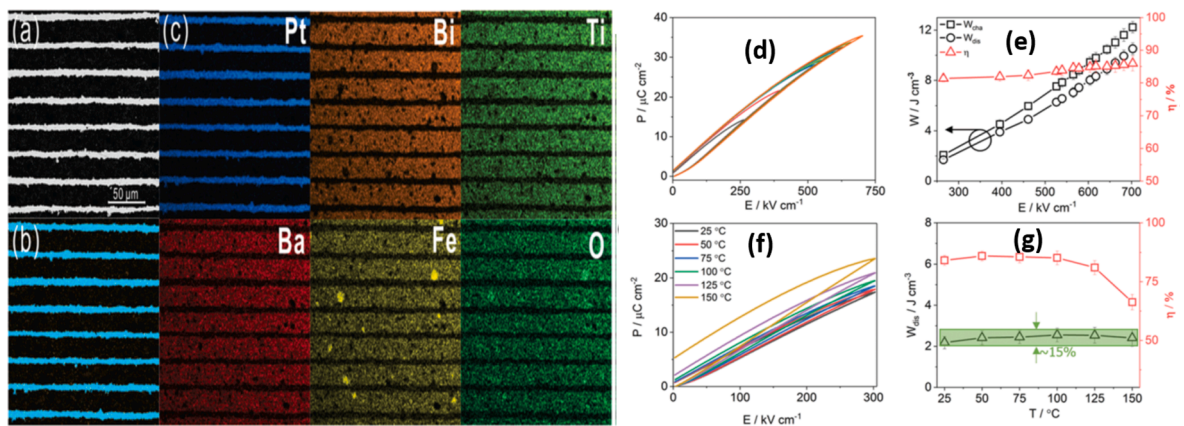 (a)
(c)
Pt
Bi
Ti
50 μm
(b)
Ba
Fe
O
(d)
P / μC cm⁻²
40
30
20
10
0
0 250 500 750
E / kV cm⁻¹
(e)
W_cha
W_dis
η
W / J cm⁻³
12
8
4
0
300 400 500 600 700
E / kV cm⁻¹
100
90
80
70
60
50
η / %
(f)
25 °C
50 °C
75 °C
100 °C
125 °C
150 °C
P / μC cm⁻²
30
20
10
0
0 100 200 300
E / kV cm⁻¹
(g)
W_dis / J cm⁻³
8
6
4
2
0
~15%
25 50 75 100 125 150
T / °C
100
75
50
η / %